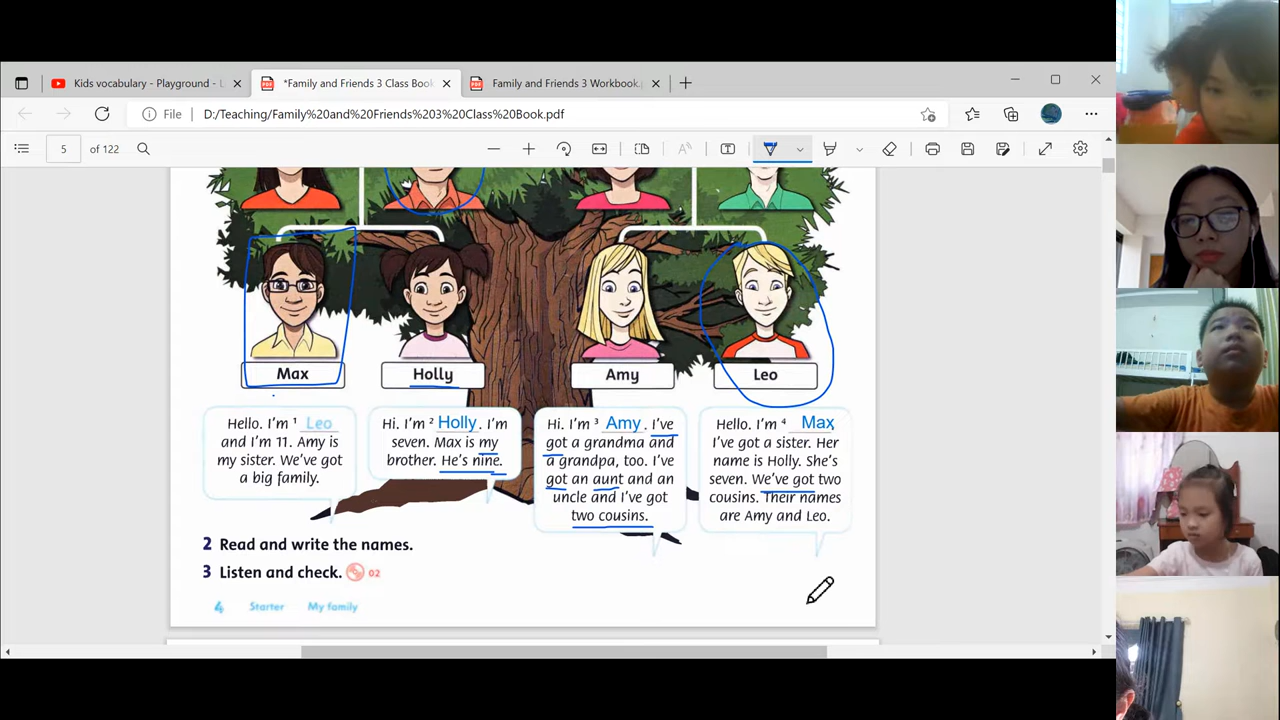 Kids vocabulary - Playground - L
*Family and Friends 3 Class Book
Family and Friends 3 Workbook.
File
D:/Teaching/Family%20and%20Friends%203%20Class%20Book.pdf
5
of 122
Max
Holly
Amy
Leo
Hello. I'm 1 Leo
and I'm 11. Amy is
my sister. We've got
a big family.
Hi. I'm 2 Holly. I'm
seven. Max is my
brother. He's nine.
Hi. I'm 3 Amy. I've
got a grandma and
a grandpa, too. I've
got an aunt and an
uncle and I've got
two cousins.
Hello. I'm 4 Max,
I've got a sister. Her
name is Holly. She's
seven. We've got two
cousins. Their names
are Amy and Leo.
2 Read and write the names.
3 Listen and check. 02
4 Starter My family